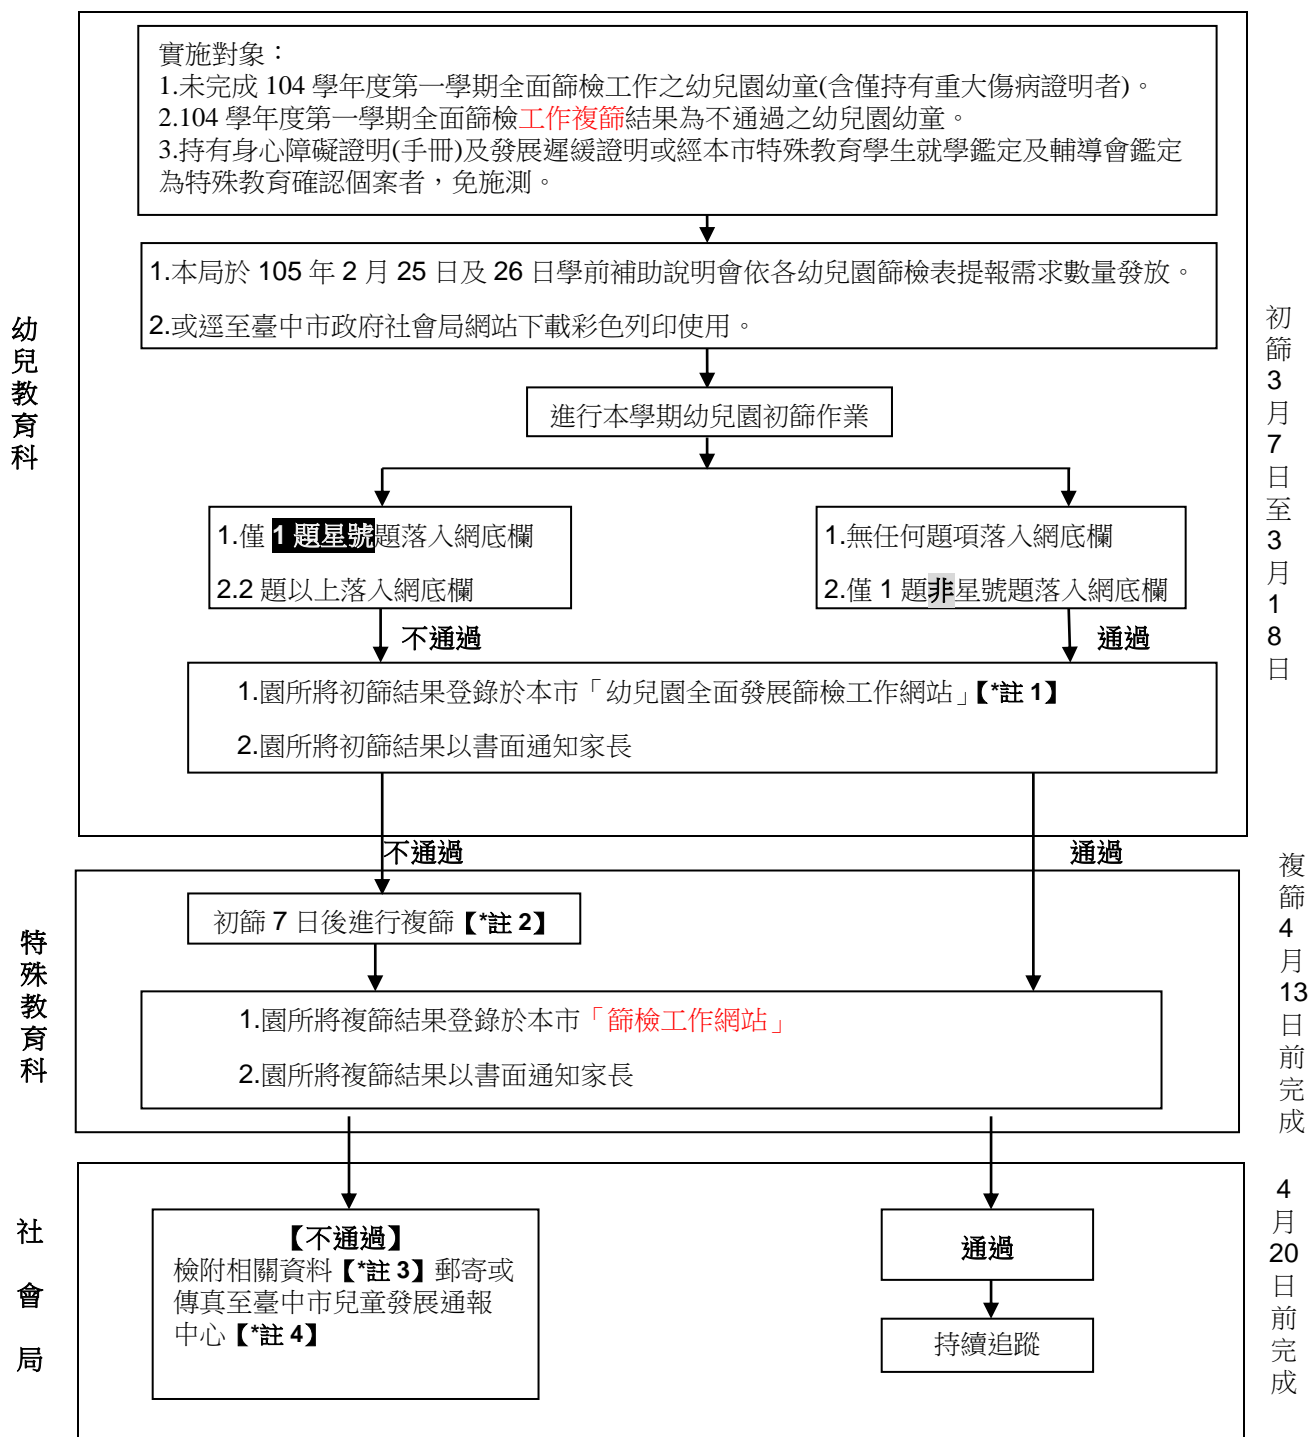 實施對象：
1.未完成 104 學年度第一學期全面篩檢工作之幼兒園幼童(含僅持有重大傷病證明者)。
2.104 學年度第一學期全面篩檢工作複篩結果為不通過之幼兒園幼童。
3.持有身心障礙證明(手冊)及發展遲緩證明或經本市特殊教育學生就學鑑定及輔導會鑑定
為特殊教育確認個案者，免施測。
1.本局於 105 年 2 月 25 日及 26 日學前補助說明會依各幼兒園篩檢表提報需求數量發放。
2.或逕至臺中市政府社會局網站下載彩色列印使用。
幼兒教育科
初篩3月7日至3月18日
進行本學期幼兒園初篩作業
1.僅 1 題星號題落入網底欄
2.2 題以上落入網底欄
1.無任何題項落入網底欄
2.僅 1 題非星號題落入網底欄
不通過
通過
1.園所將初篩結果登錄於本市「幼兒園全面發展篩檢工作網站」【*註 1】
2.園所將初篩結果以書面通知家長
不通過
通過
特殊教育科
複篩4月13日前完成
初篩 7 日後進行複篩【*註 2】
1.園所將複篩結果登錄於本市「篩檢工作網站」
2.園所將複篩結果以書面通知家長
社會局
4月20日前完成
【不通過】
檢附相關資料【*註 3】郵寄或
傳真至臺中市兒童發展通報
中心【*註 4】
通過
持續追蹤